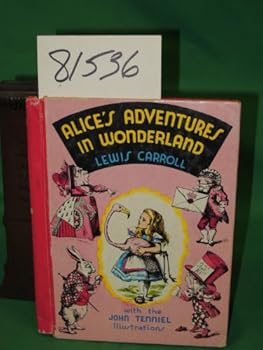 81536
ALICE'S ADVENTURES
IN WONDERLAND
LEWIS CARROLL
with the
JOHN TENNIEL
Illustrations